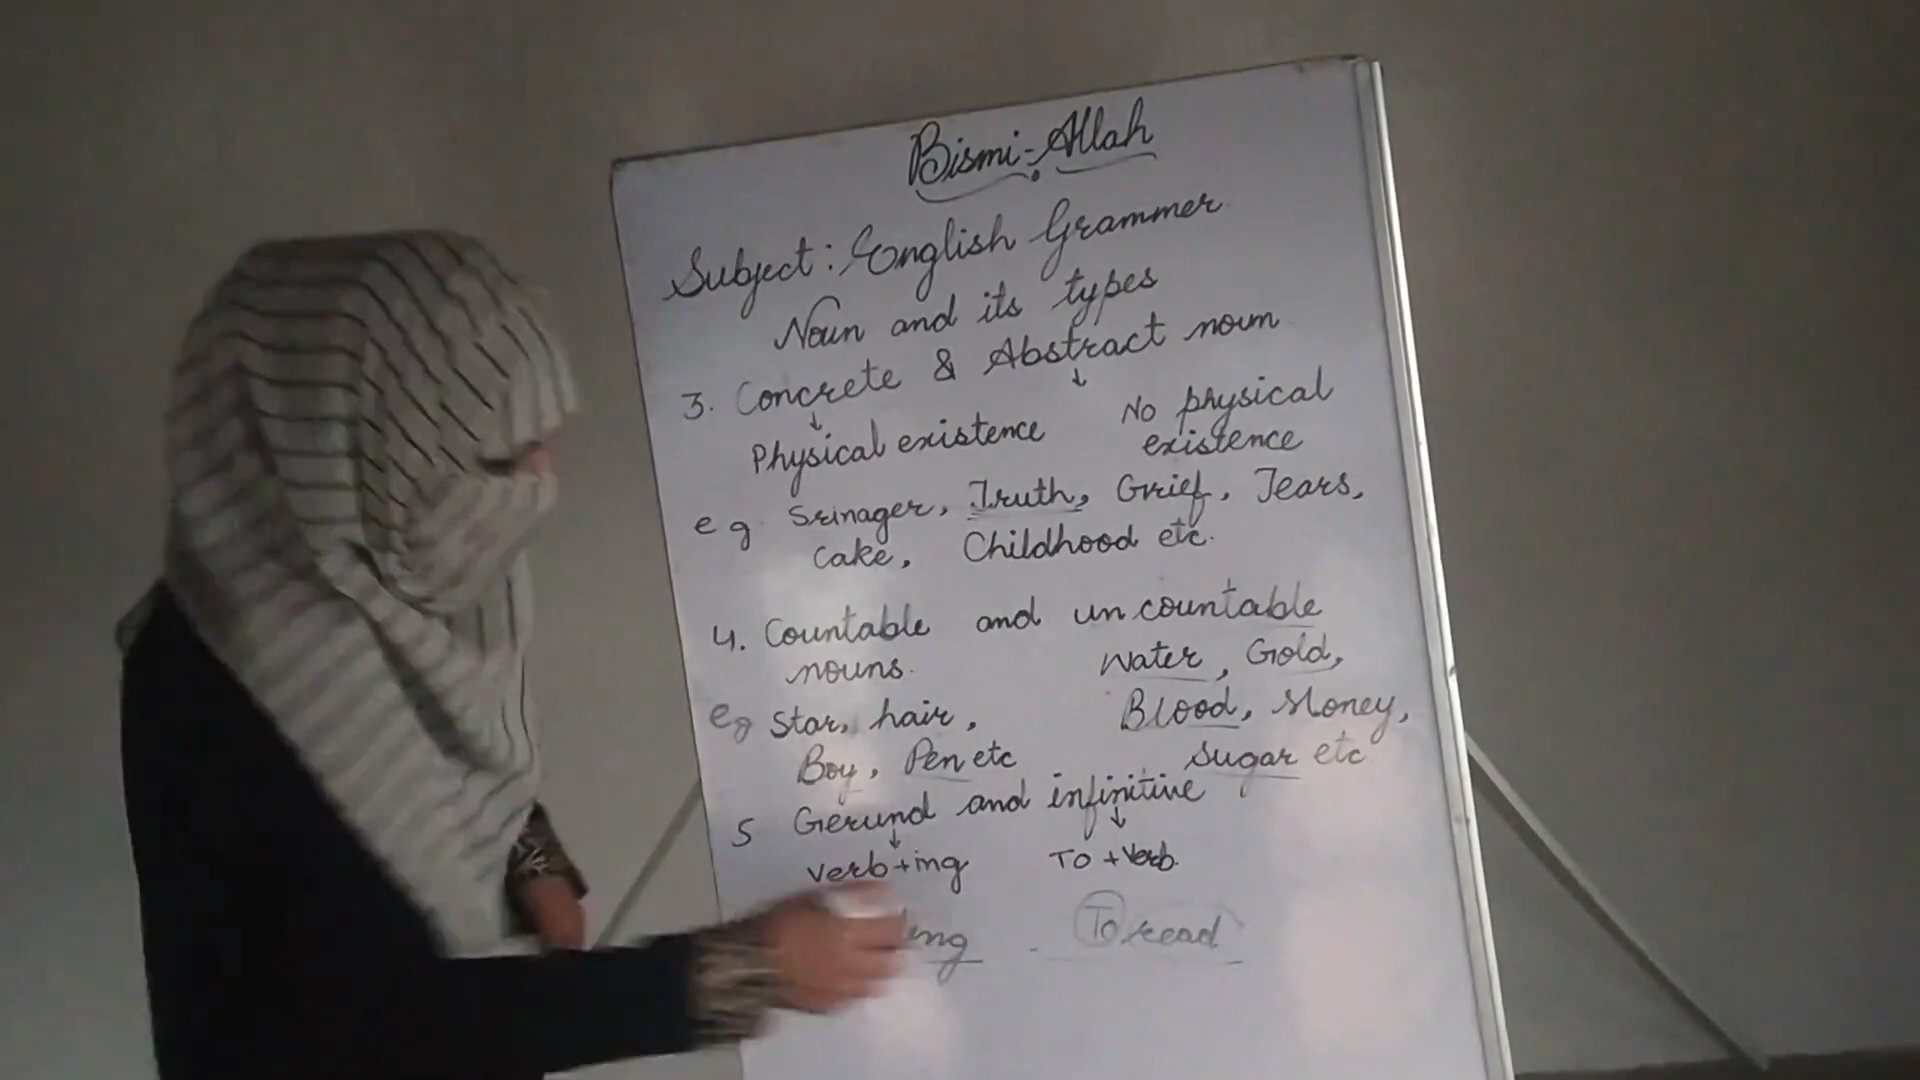 Bismi-Allah
Subject: English Grammer
Noun and its types
3. Concrete & Abstract noun
↓ ↓
Physical existence No physical existence
eg Srinager, Truth, Grief, Tears,
Cake, Childhood etc.
4. Countable and un countable
nouns. Water, Gold,
eg Star, hair, Blood, Money,
Boy, Pen etc Sugar etc
5 Gerund and infinitive
↓ ↓
Verb+ing To + Verb.
ing To read